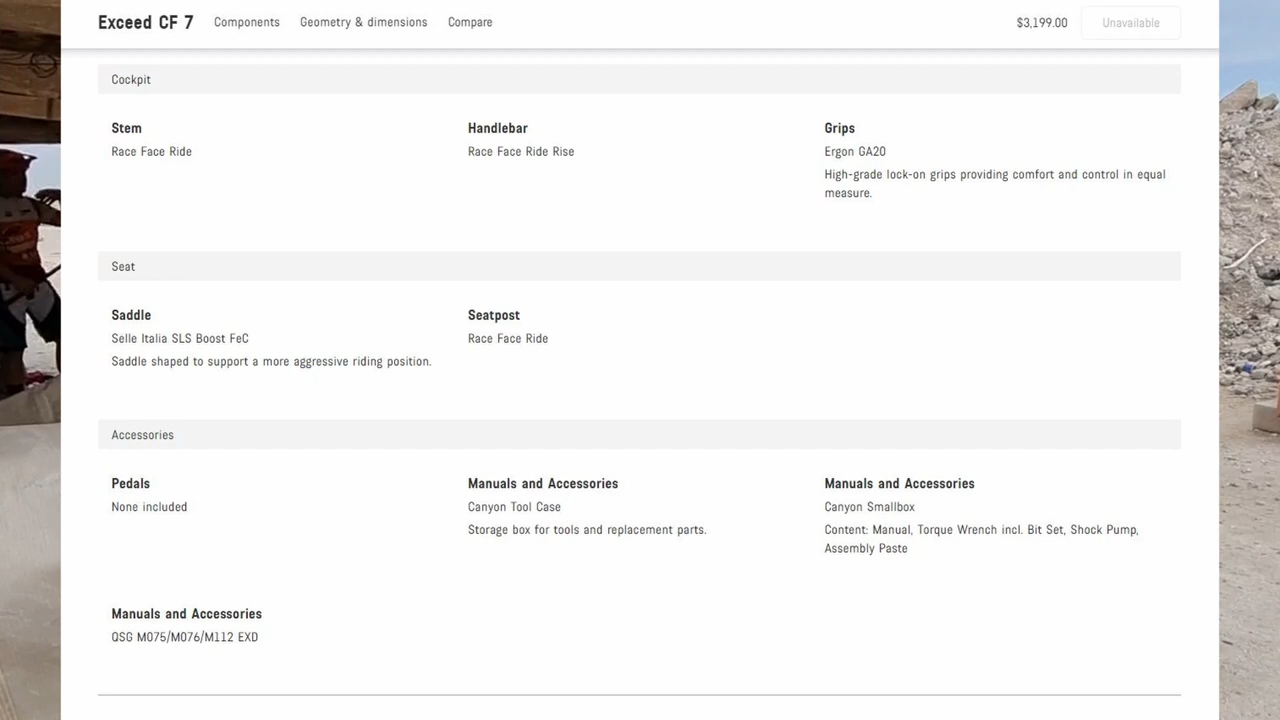 Exceed CF 7 Components Geometry & dimensions Compare $3,199.00 Unavailable
Cockpit
Stem
Race Face Ride
Handlebar
Race Face Ride Rise
Grips
Ergon GA20
High-grade lock-on grips providing comfort and control in equal
measure.
Seat
Saddle
Selle Italia SLS Boost FeC
Saddle shaped to support a more aggressive riding position.
Seatpost
Race Face Ride
Accessories
Pedals
None included
Manuals and Accessories
Canyon Tool Case
Storage box for tools and replacement parts.
Manuals and Accessories
Canyon Smallbox
Content: Manual, Torque Wrench incl. Bit Set, Shock Pump,
Assembly Paste
Manuals and Accessories
QSG M075/M076/M112 EXD